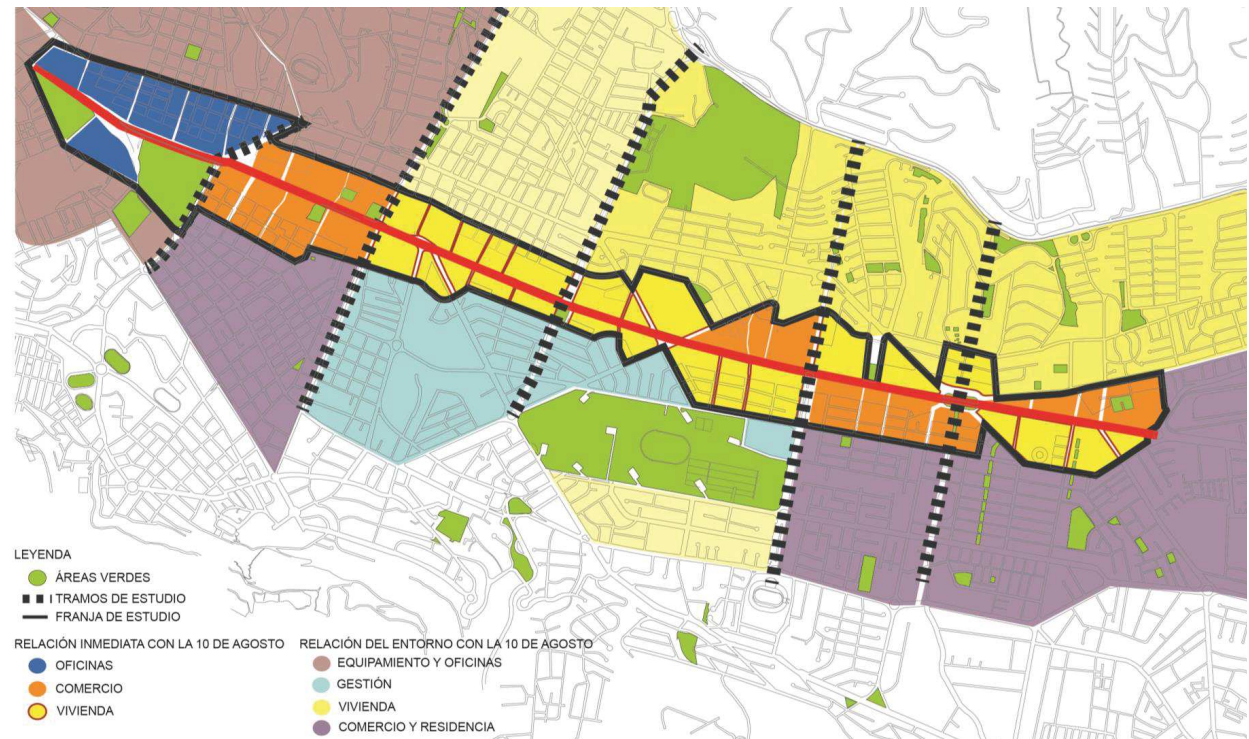 LEYENDA
ÁREAS VERDES
TRAMOS DE ESTUDIO
FRANJA DE ESTUDIO
RELACIÓN INMEDIATA CON LA 10 DE AGOSTO
OFICINAS
COMERCIO
VIVIENDA
RELACIÓN DEL ENTORNO CON LA 10 DE AGOSTO
EQUIPAMIENTO Y OFICINAS
GESTIÓN
VIVIENDA
COMERCIO Y RESIDENCIA